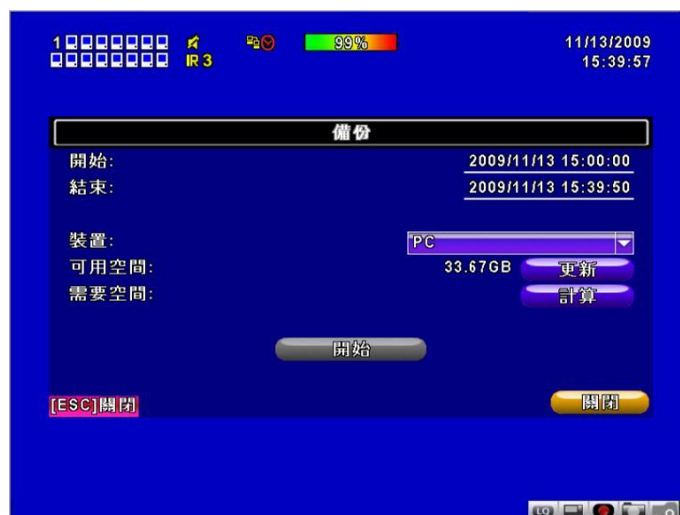 1
IR 3
99%
11/13/2009
15:39:57
備份
開始:
2009/11/13 15:00:00
結束:
2009/11/13 15:39:50
裝置:
PC
可用空間:
33.67GB
更新
需要空間:
計算
開始
[ESC]關閉
關閉
LQ